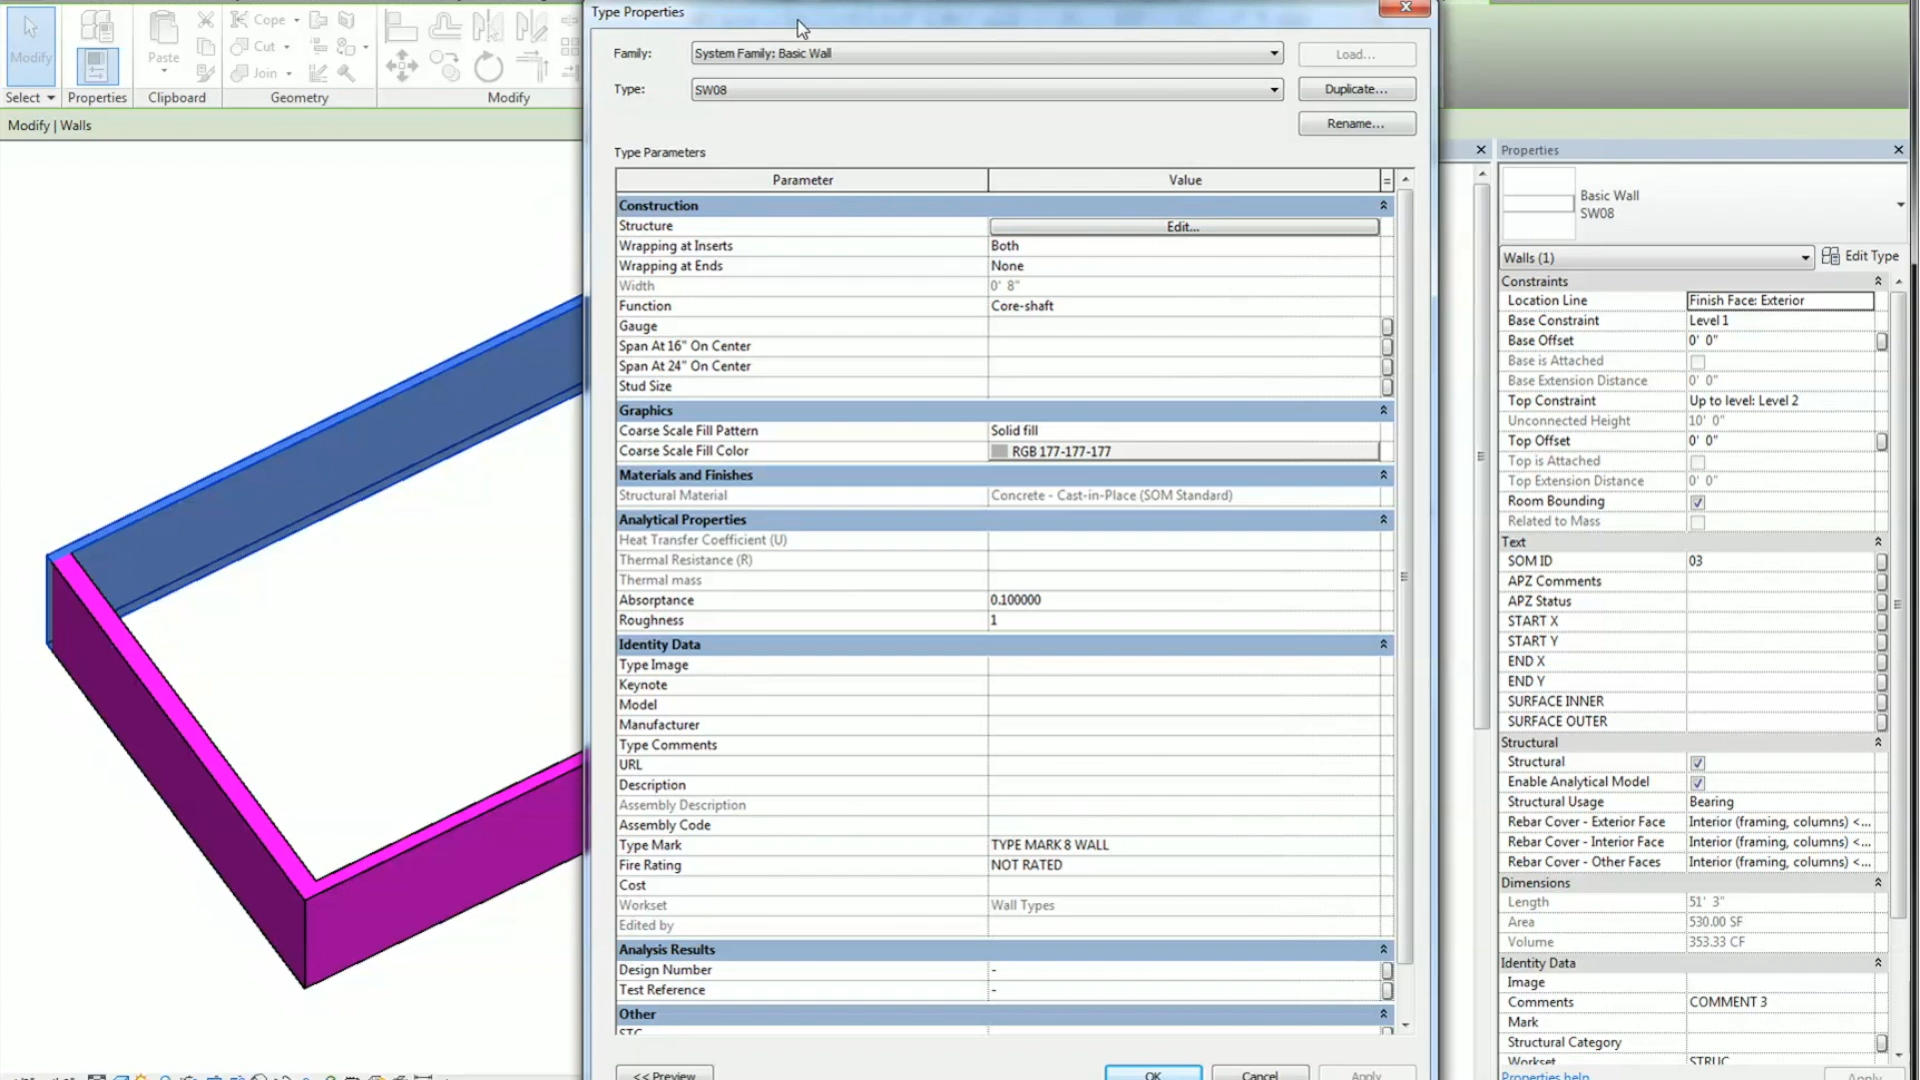 Type Properties
Modify
Paste
Cope
Cut
Join
Select
Properties
Clipboard
Geometry
Modify
Modify | Walls
Family:
System Family: Basic Wall
Load...
Type:
SW08
Duplicate...
Rename...
Type Parameters
Parameter
Value
=
Construction
Structure
Edit...
Wrapping at Inserts
Both
Wrapping at Ends
None
Width
0' 8"
Function
Core-shaft
Gauge
Span At 16" On Center
Span At 24" On Center
Stud Size
Graphics
Coarse Scale Fill Pattern
Solid fill
Coarse Scale Fill Color
RGB 177-177-177
Materials and Finishes
Structural Material
Concrete - Cast-in-Place (SOM Standard)
Analytical Properties
Heat Transfer Coefficient (U)
Thermal Resistance (R)
Thermal mass
Absorptance
0.100000
Roughness
1
Identity Data
Type Image
Keynote
Model
Manufacturer
Type Comments
URL
Description
Assembly Description
Assembly Code
Type Mark
TYPE MARK 8 WALL
Fire Rating
NOT RATED
Cost
Workset
Wall Types
Edited by
Analysis Results
Design Number
-
Test Reference
-
Other
STC
<< Preview
OK
Cancel
Apply
Properties
Basic Wall
SW08
Walls (1)
Edit Type
Constraints
Location Line
Finish Face: Exterior
Base Constraint
Level 1
Base Offset
0' 0"
Base is Attached
Base Extension Distance
0' 0"
Top Constraint
Up to level: Level 2
Unconnected Height
10' 0"
Top Offset
0' 0"
Top is Attached
Top Extension Distance
0' 0"
Room Bounding
Related to Mass
Text
SOM ID
03
APZ Comments
APZ Status
START X
START Y
END X
END Y
SURFACE INNER
SURFACE OUTER
Structural
Structural
Enable Analytical Model
Structural Usage
Bearing
Rebar Cover - Exterior Face
Interior (framing, columns) <...
Rebar Cover - Interior Face
Interior (framing, columns) <...
Rebar Cover - Other Faces
Interior (framing, columns) <...
Dimensions
Length
51' 3"
Area
530.00 SF
Volume
353.33 CF
Identity Data
Image
Comments
COMMENT 3
Mark
Structural Category
Workset
STRUC
Properties help
Apply